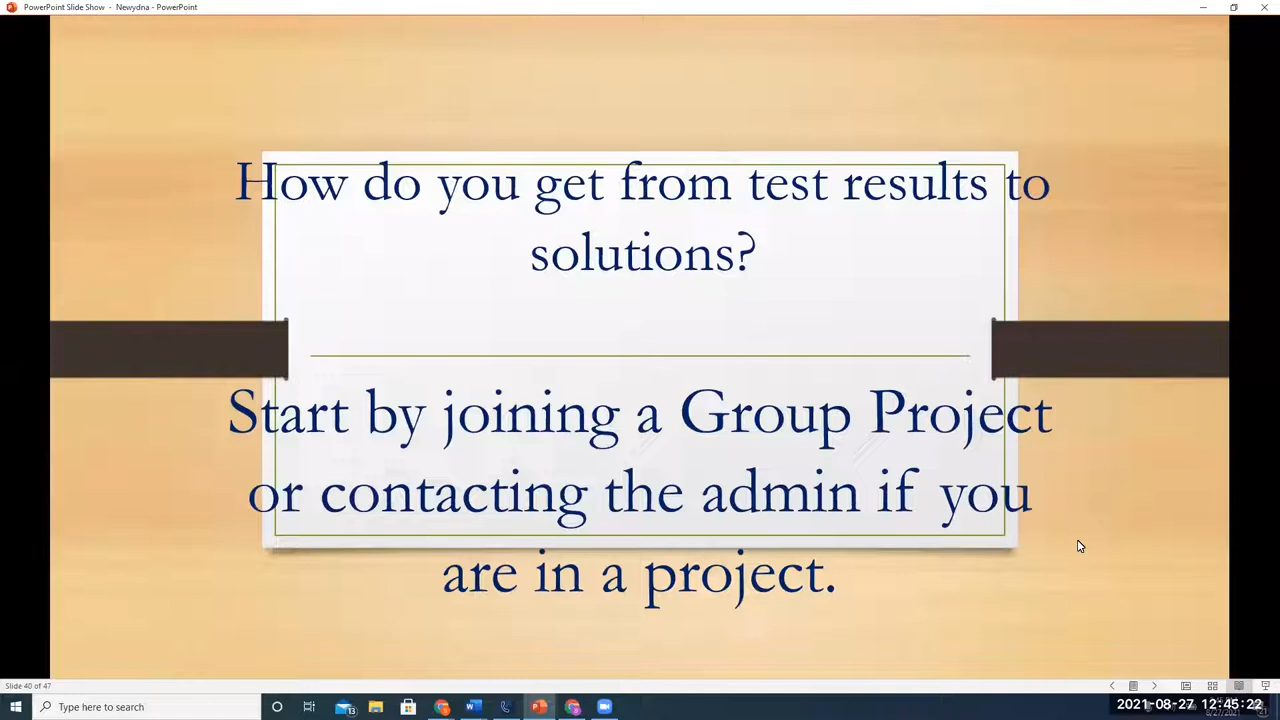 PowerPoint Slide Show - Newydna - PowerPoint
How do you get from test results to
solutions?
Start by joining a Group Project
or contacting the admin if you
are in a project.
Slide 40 of 47
Type here to search
13
2021-08-27 12:45:22